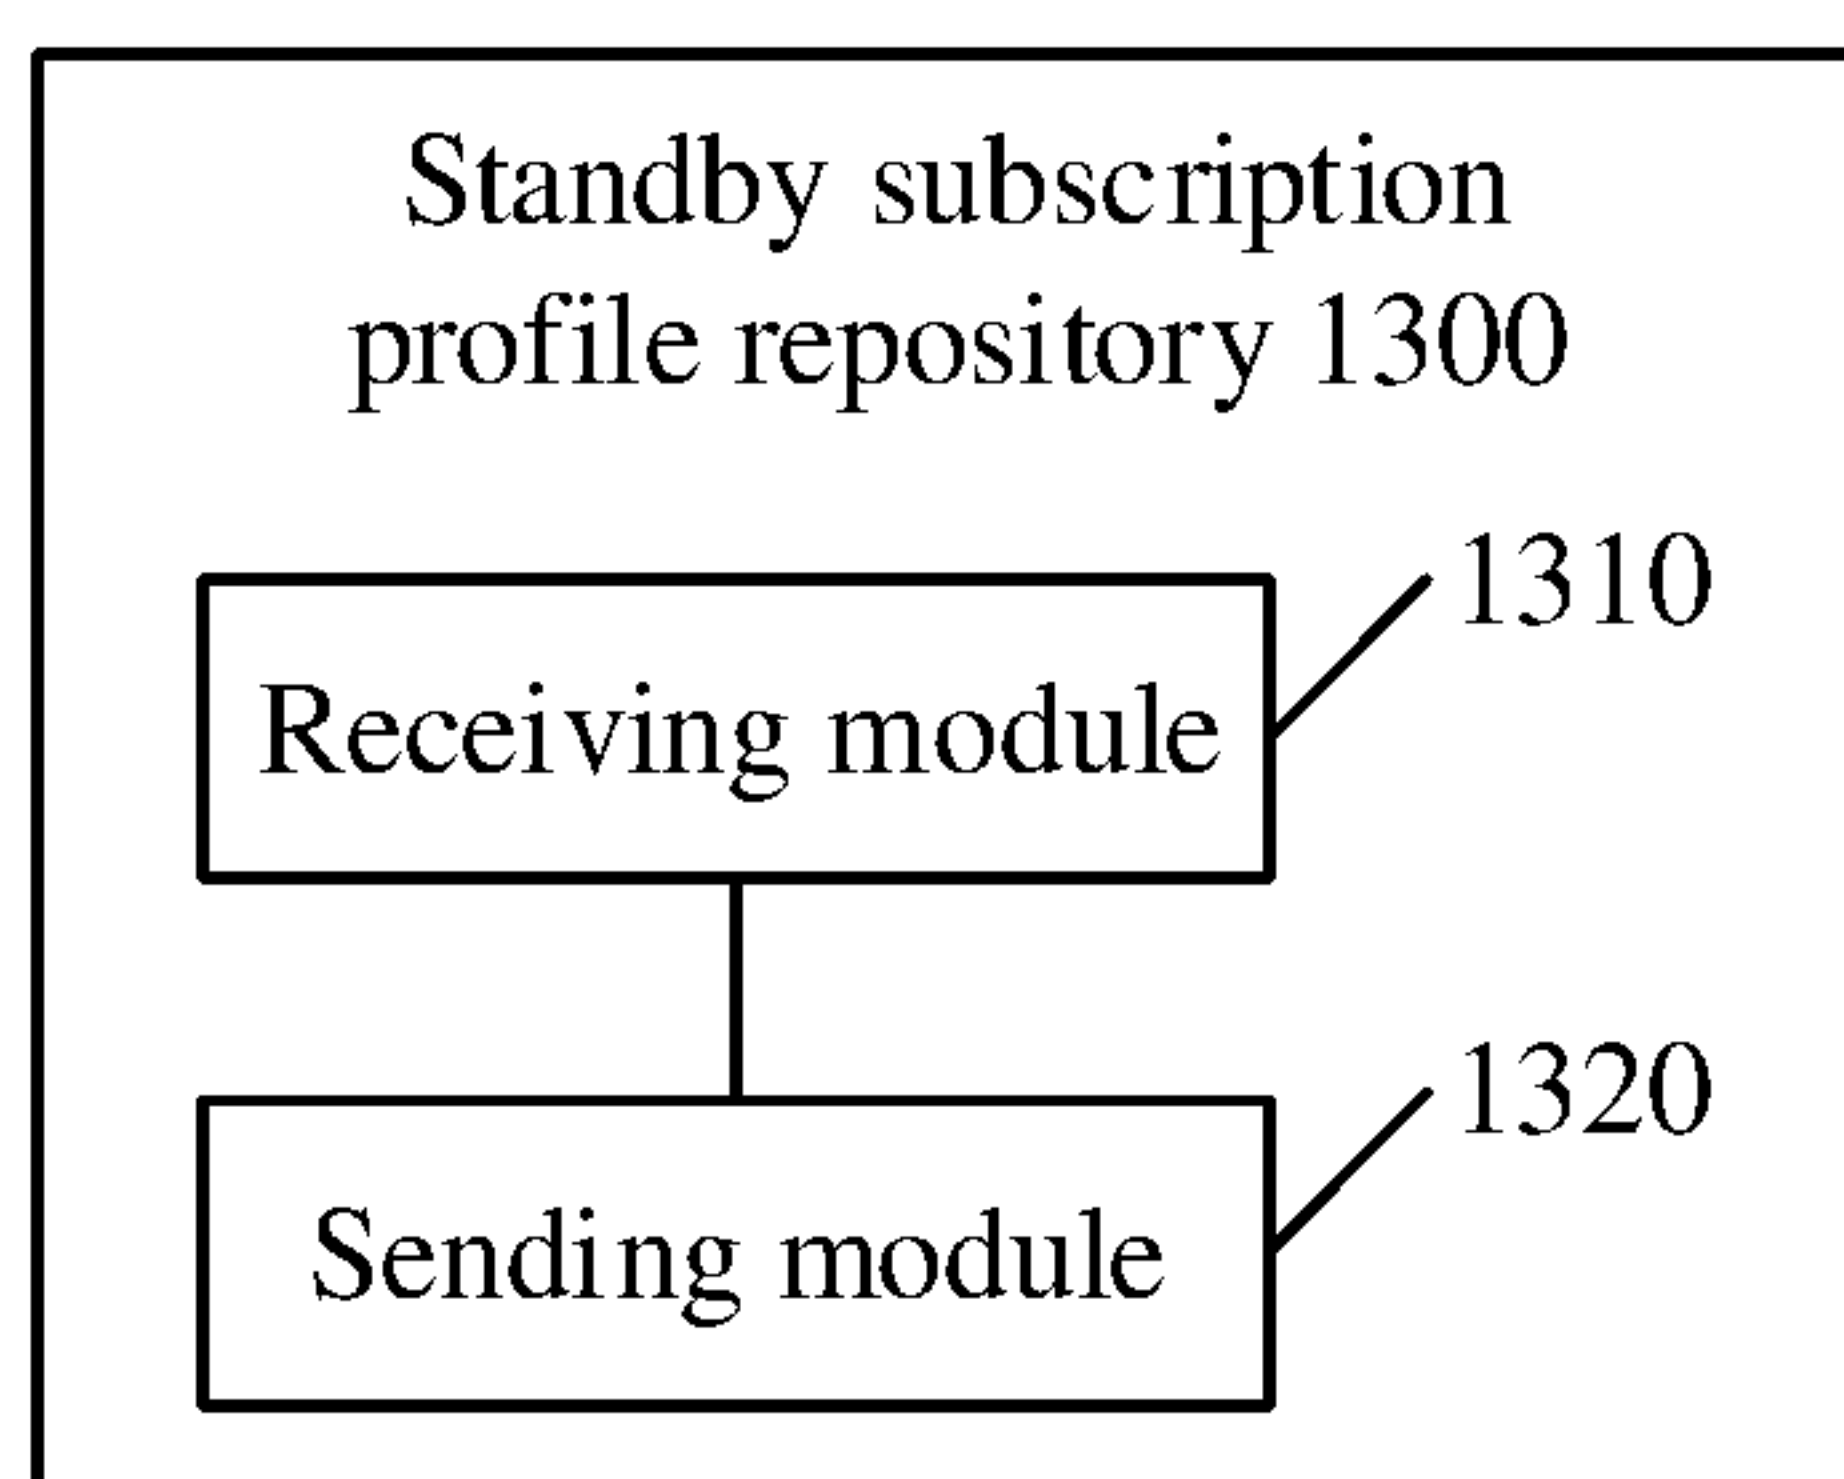 Standby subscription
profile repository 1300
1310
Receiving module
1320
Sending module